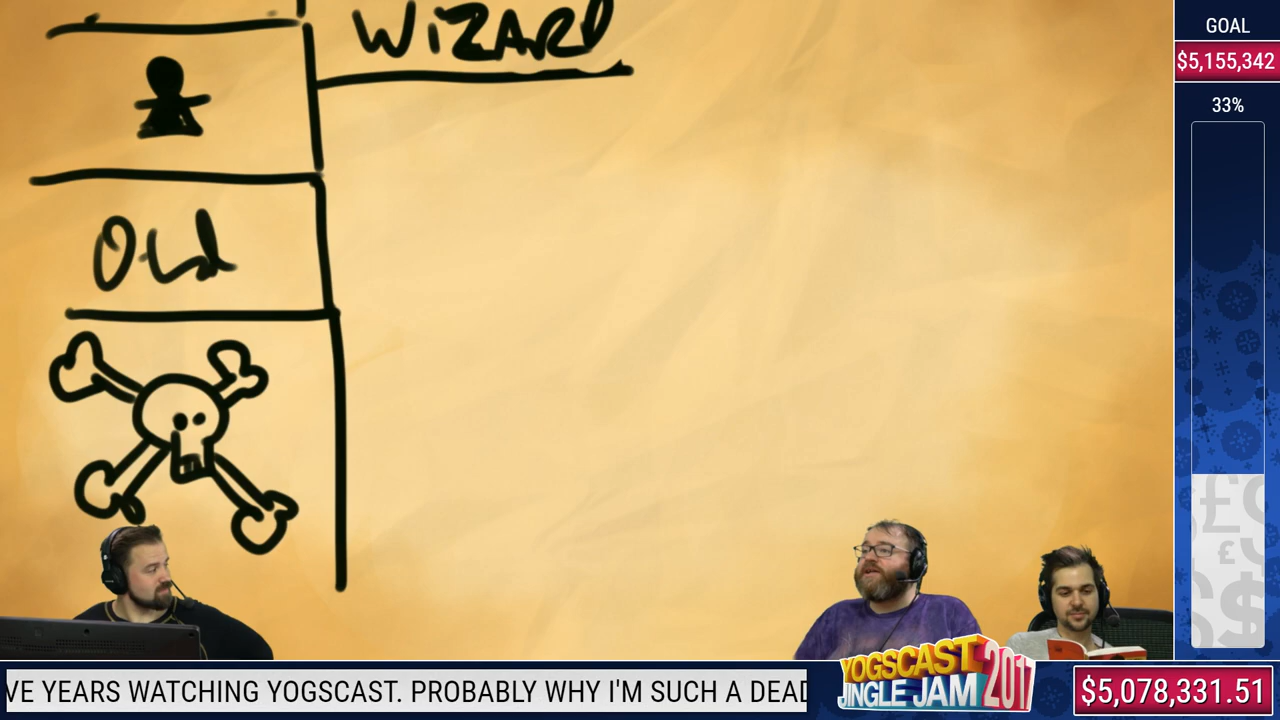 WiZARD
Old
GOAL
$5,155,342
33%
VE YEARS WATCHING YOGSCAST. PROBABLY WHY I'M SUCH A DEAD
YOGSCAST
JINGLE JAM 2017
$5,078,331.51